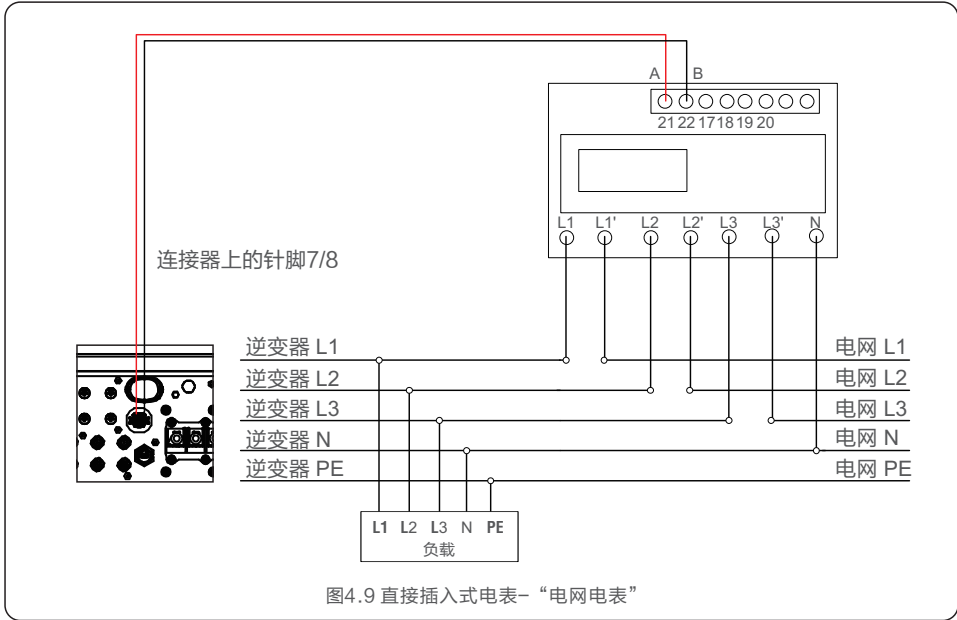 A B
21 22 17 18 19 20
L1 L1' L2 L2' L3 L3' N
连接器上的针脚7/8
逆变器 L1 电网 L1
逆变器 L2 电网 L2
逆变器 L3 电网 L3
逆变器 N 电网 N
逆变器 PE 电网 PE
L1 L2 L3 N PE
负载
图4.9 直接插入式电表–“电网电表”